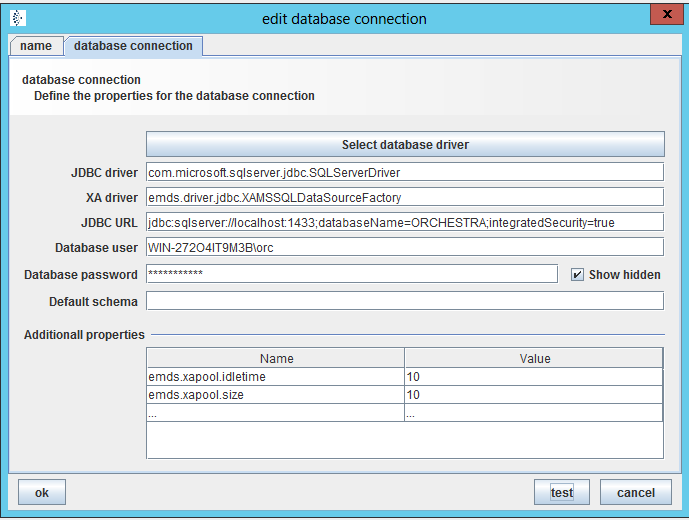 edit database connection
x
name
database connection
database connection
Define the properties for the database connection
Select database driver
JDBC driver com.microsoft.sqlserver.jdbc.SQLServerDriver
XA driver emds.driver.jdbc.XAMSSQLDataSourceFactory
JDBC URL jdbc:sqlserver://localhost:1433;databaseName=ORCHESTRA;integratedSecurity=true
Database user WIN-272O4IT9M3B\orc
Database password *********** Show hidden
Default schema
Additionall properties
Name Value
emds.xapool.idletime 10
emds.xapool.size 10
... ...
ok test cancel